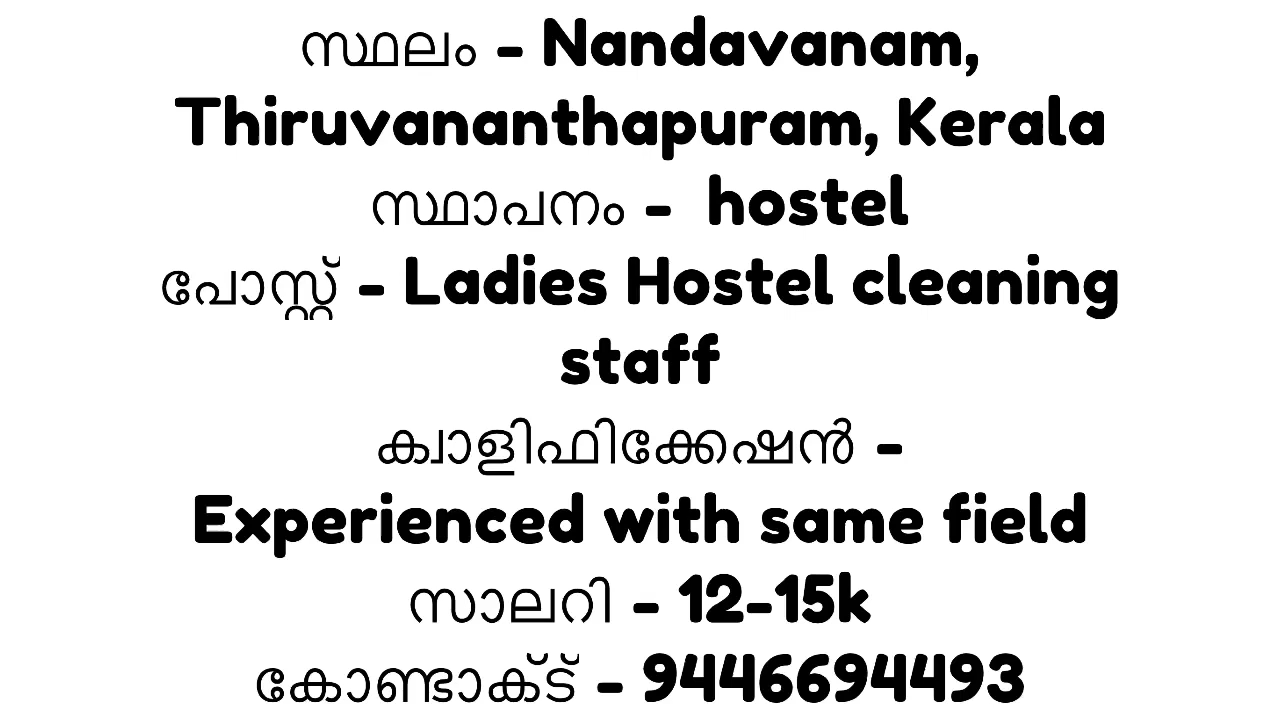 സ്ഥലം - Nandavanam,
Thiruvananthapuram, Kerala
സ്ഥാപനം - hostel
പോസ്റ്റ് - Ladies Hostel cleaning
staff
ക്വാളിഫിക്കേഷൻ -
Experienced with same field
സാലറി - 12-15k
കോണ്ടാക്ട് - 9446694493